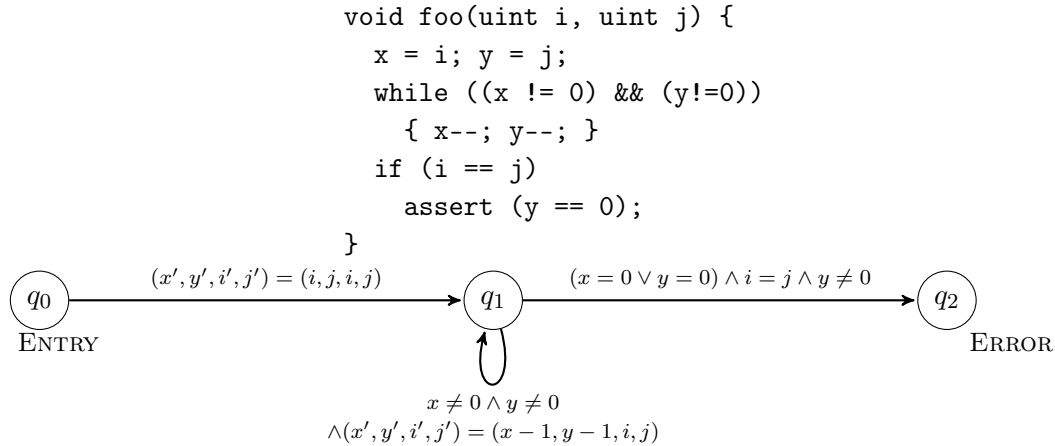 void foo(uint i, uint j) {
x = i; y = j;
while ((x != 0) && (y!=0))
{ x--; y--; }
if (i == j)
assert (y == 0);
}
(x′, y′, i′, j′) = (i, j, i, j)
(x = 0 ∨ y = 0) ∧ i = j ∧ y ≠ 0
q₀
q₁
q₂
ENTRY
ERROR
x ≠ 0 ∧ y ≠ 0
∧(x′, y′, i′, j′) = (x − 1, y − 1, i, j)